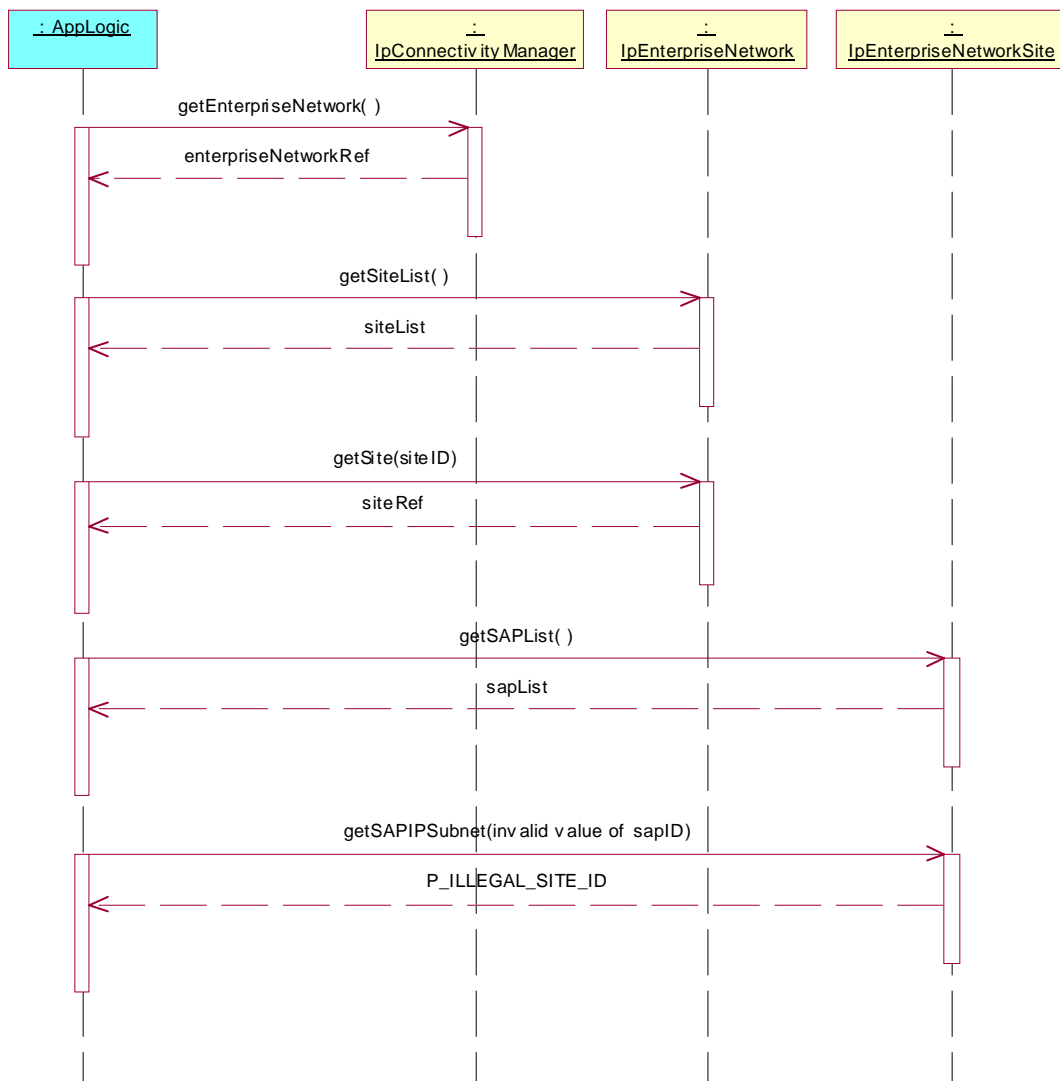 : AppLogic
:
IpConnectivityManager
:
IpEnterpriseNetwork
:
IpEnterpriseNetworkSite
getEnterpriseNetwork( )
enterpriseNetworkRef
getSiteList( )
siteList
getSite(siteID)
siteRef
getSAPList( )
sapList
getSAPIPSubnet(invalid value of sapID)
P_ILLEGAL_SITE_ID